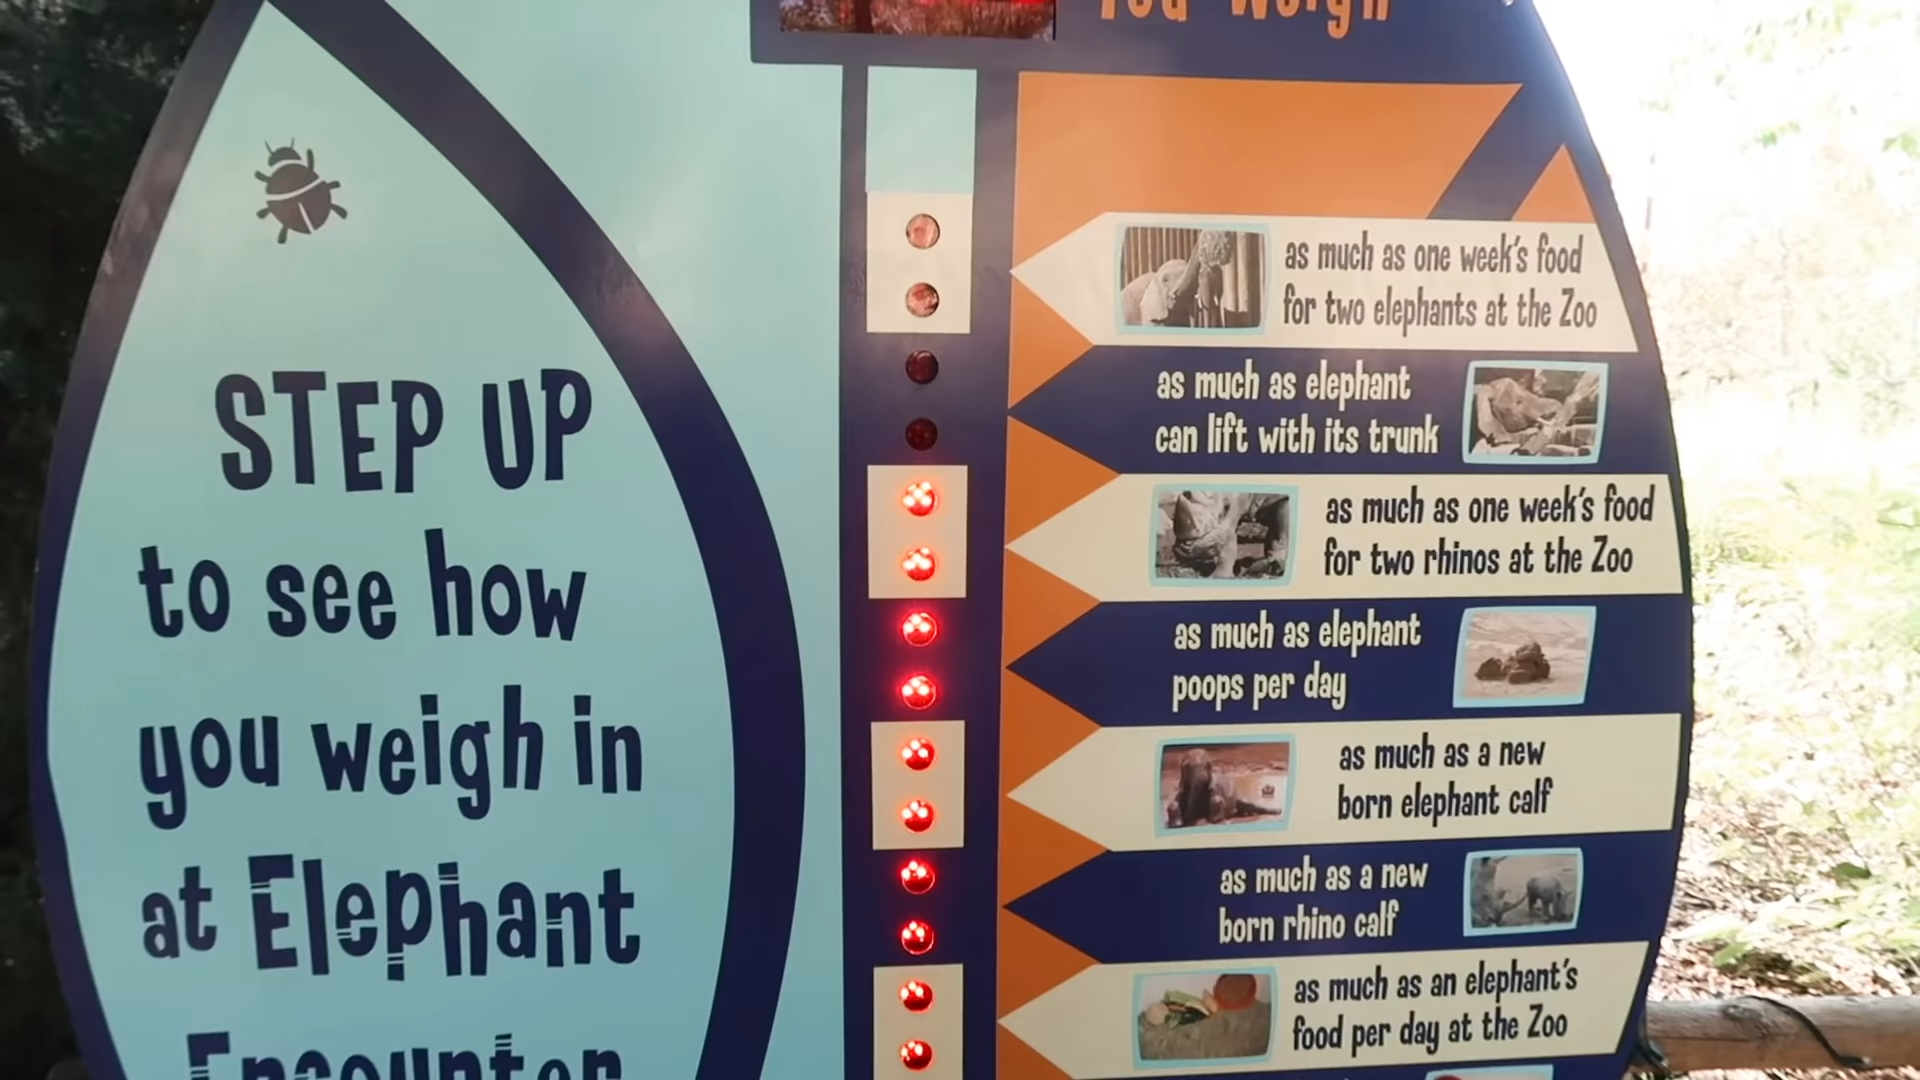 You Weigh
STEP UP
to see how
you weigh in
at Elephant
Encounter
as much as one week's food
for two elephants at the Zoo
as much as elephant
can lift with its trunk
as much as one week's food
for two rhinos at the Zoo
as much as elephant
poops per day
as much as a new
born elephant calf
as much as a new
born rhino calf
as much as an elephant's
food per day at the Zoo